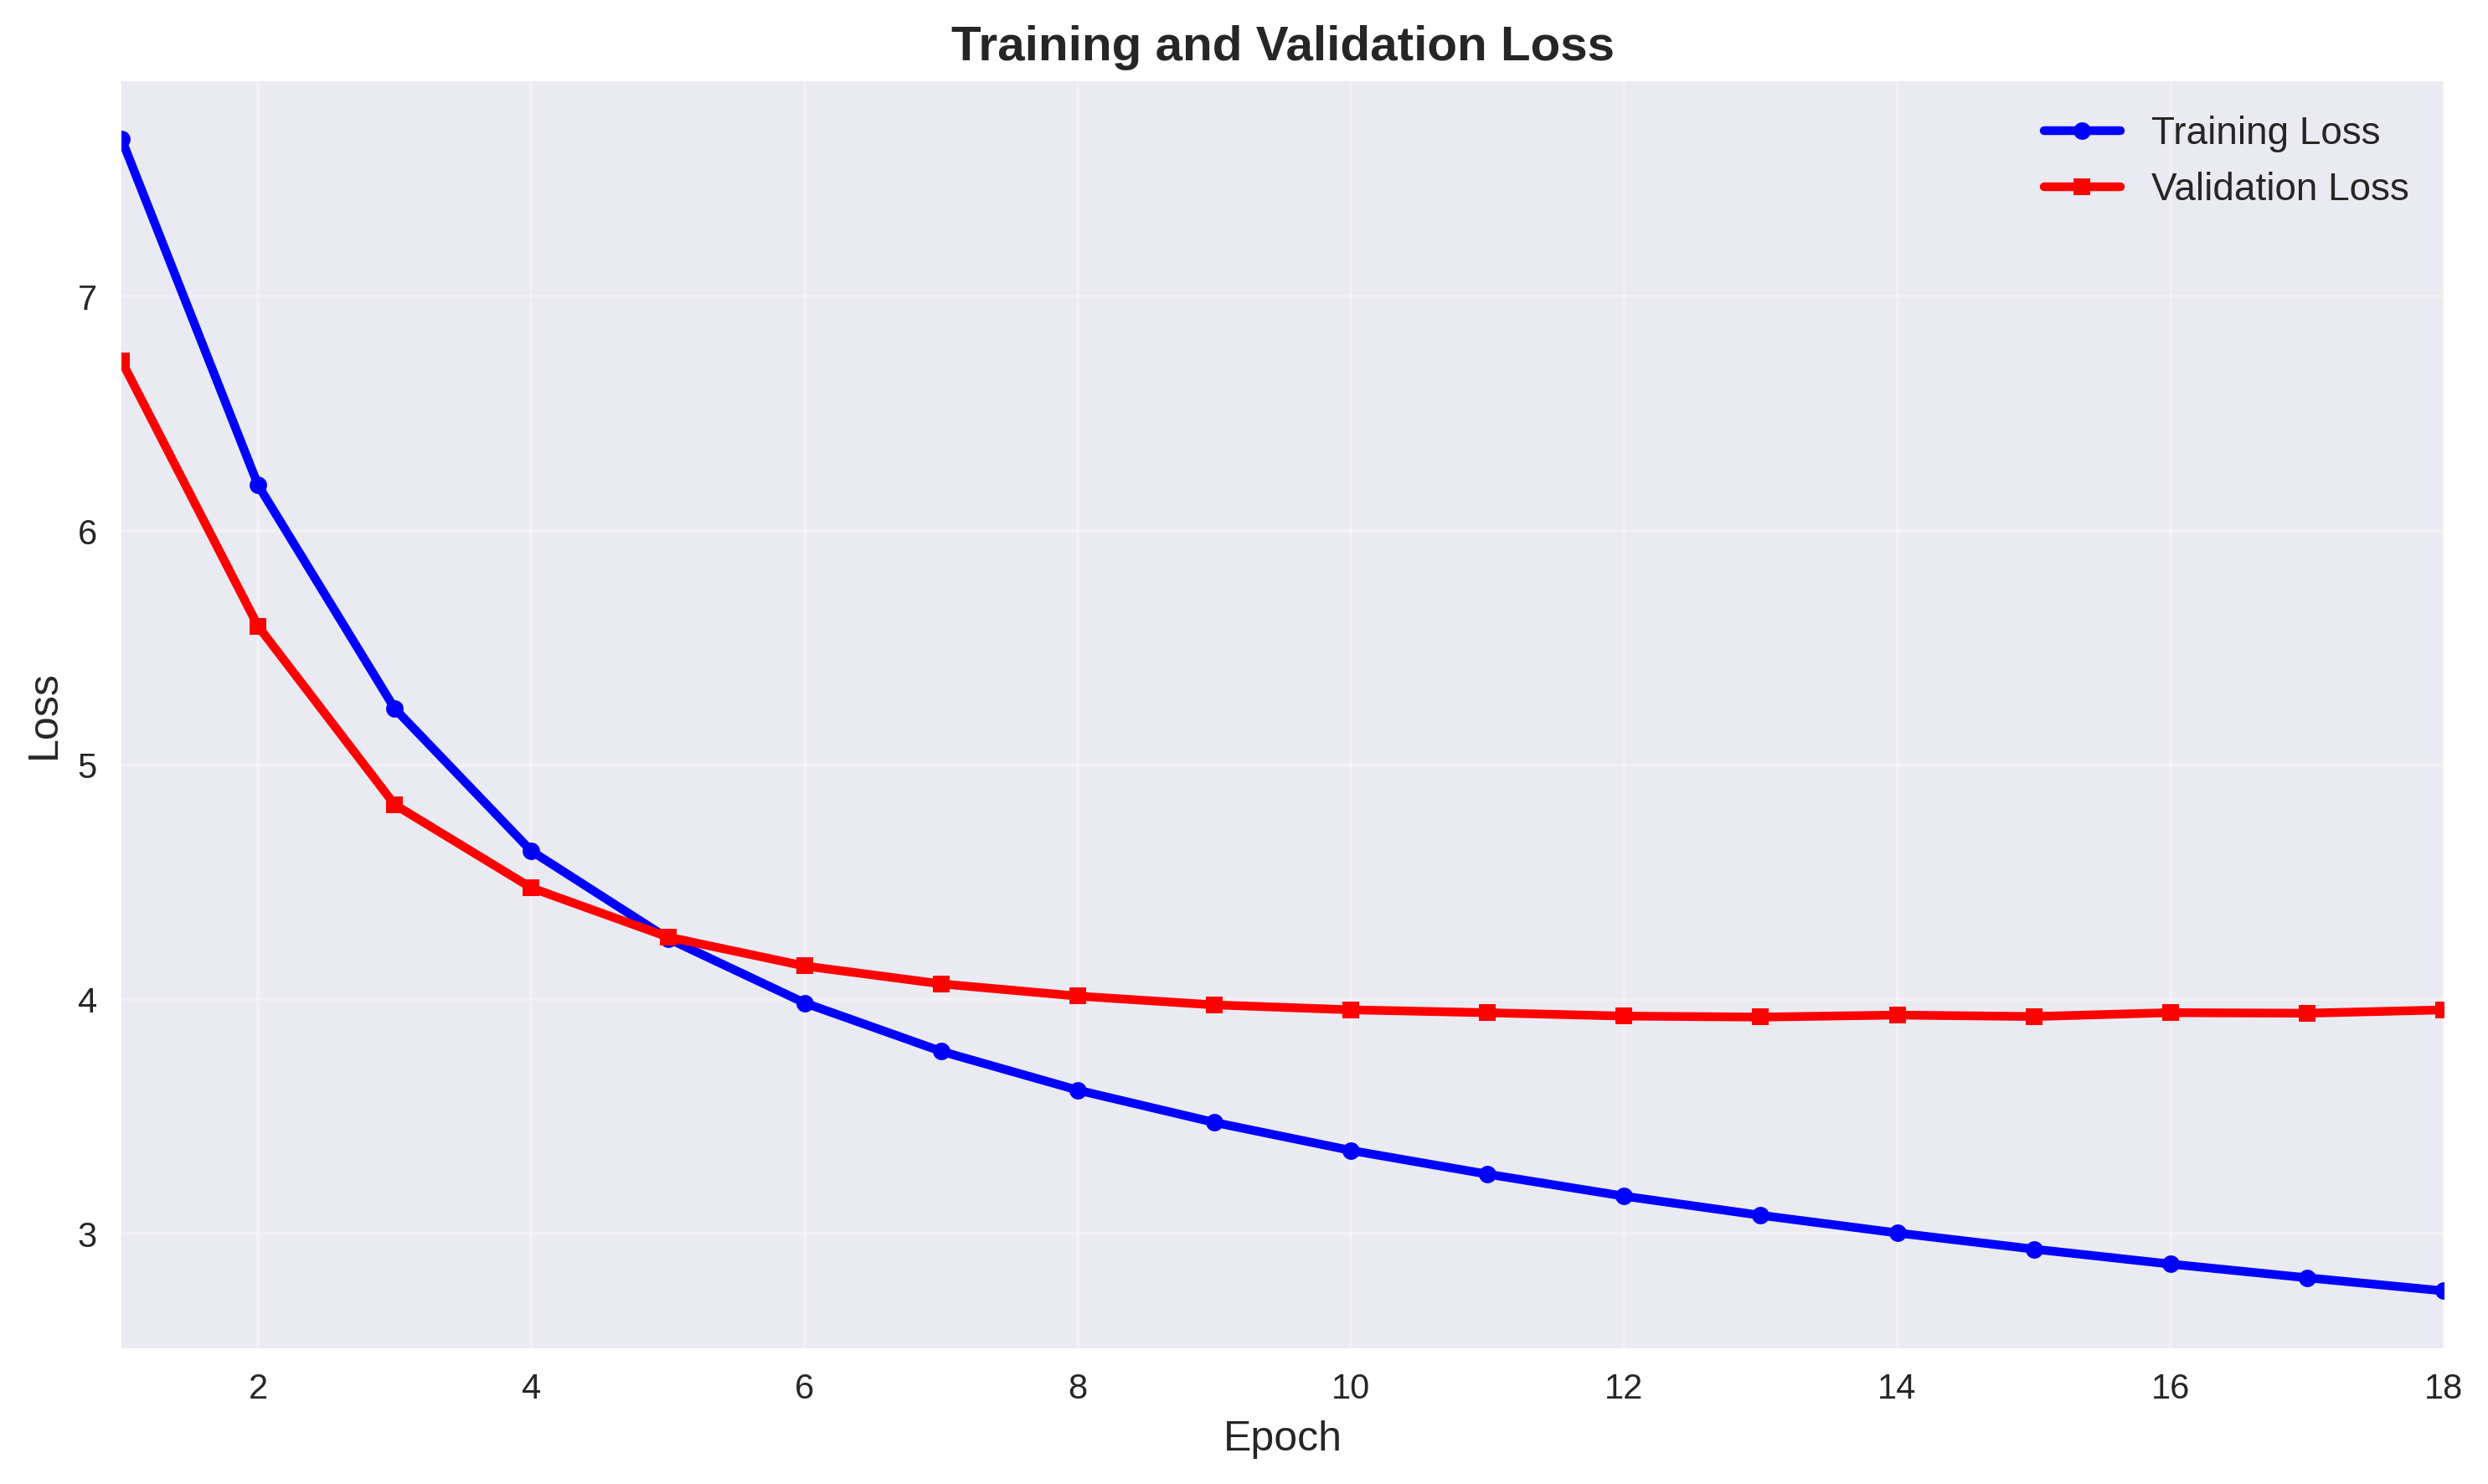 Training and Validation Loss
Training Loss
Validation Loss
7
6
5
4
3
Loss
2 4 6 8 10 12 14 16 18
Epoch